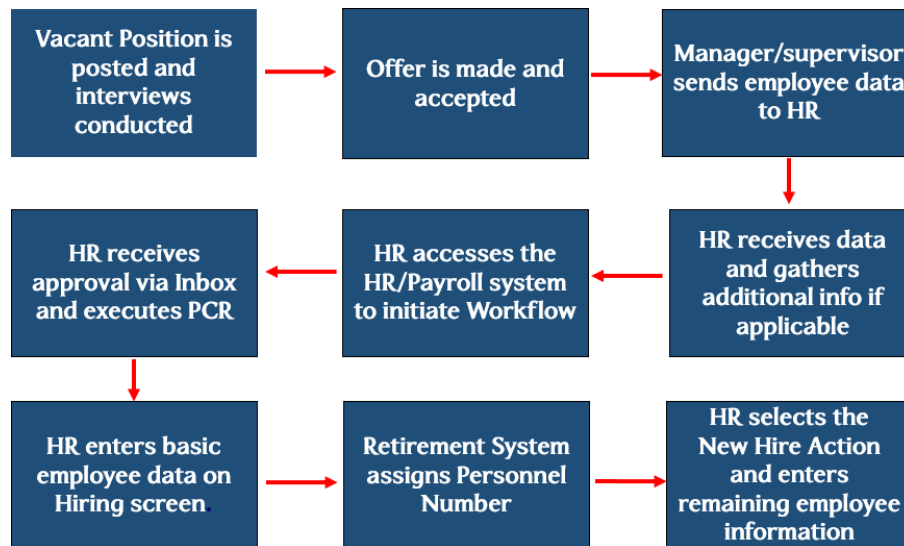 Vacant Position is
posted and
interviews
conducted
Offer is made and
accepted
Manager/supervisor
sends employee data
to HR
HR receives data
and gathers
additional info if
applicable
HR accesses the
HR/Payroll system
to initiate Workflow
HR receives
approval via Inbox
and executes PCR
HR enters basic
employee data on
Hiring screen.
Retirement System
assigns Personnel
Number
HR selects the
New Hire Action
and enters
remaining employee
information